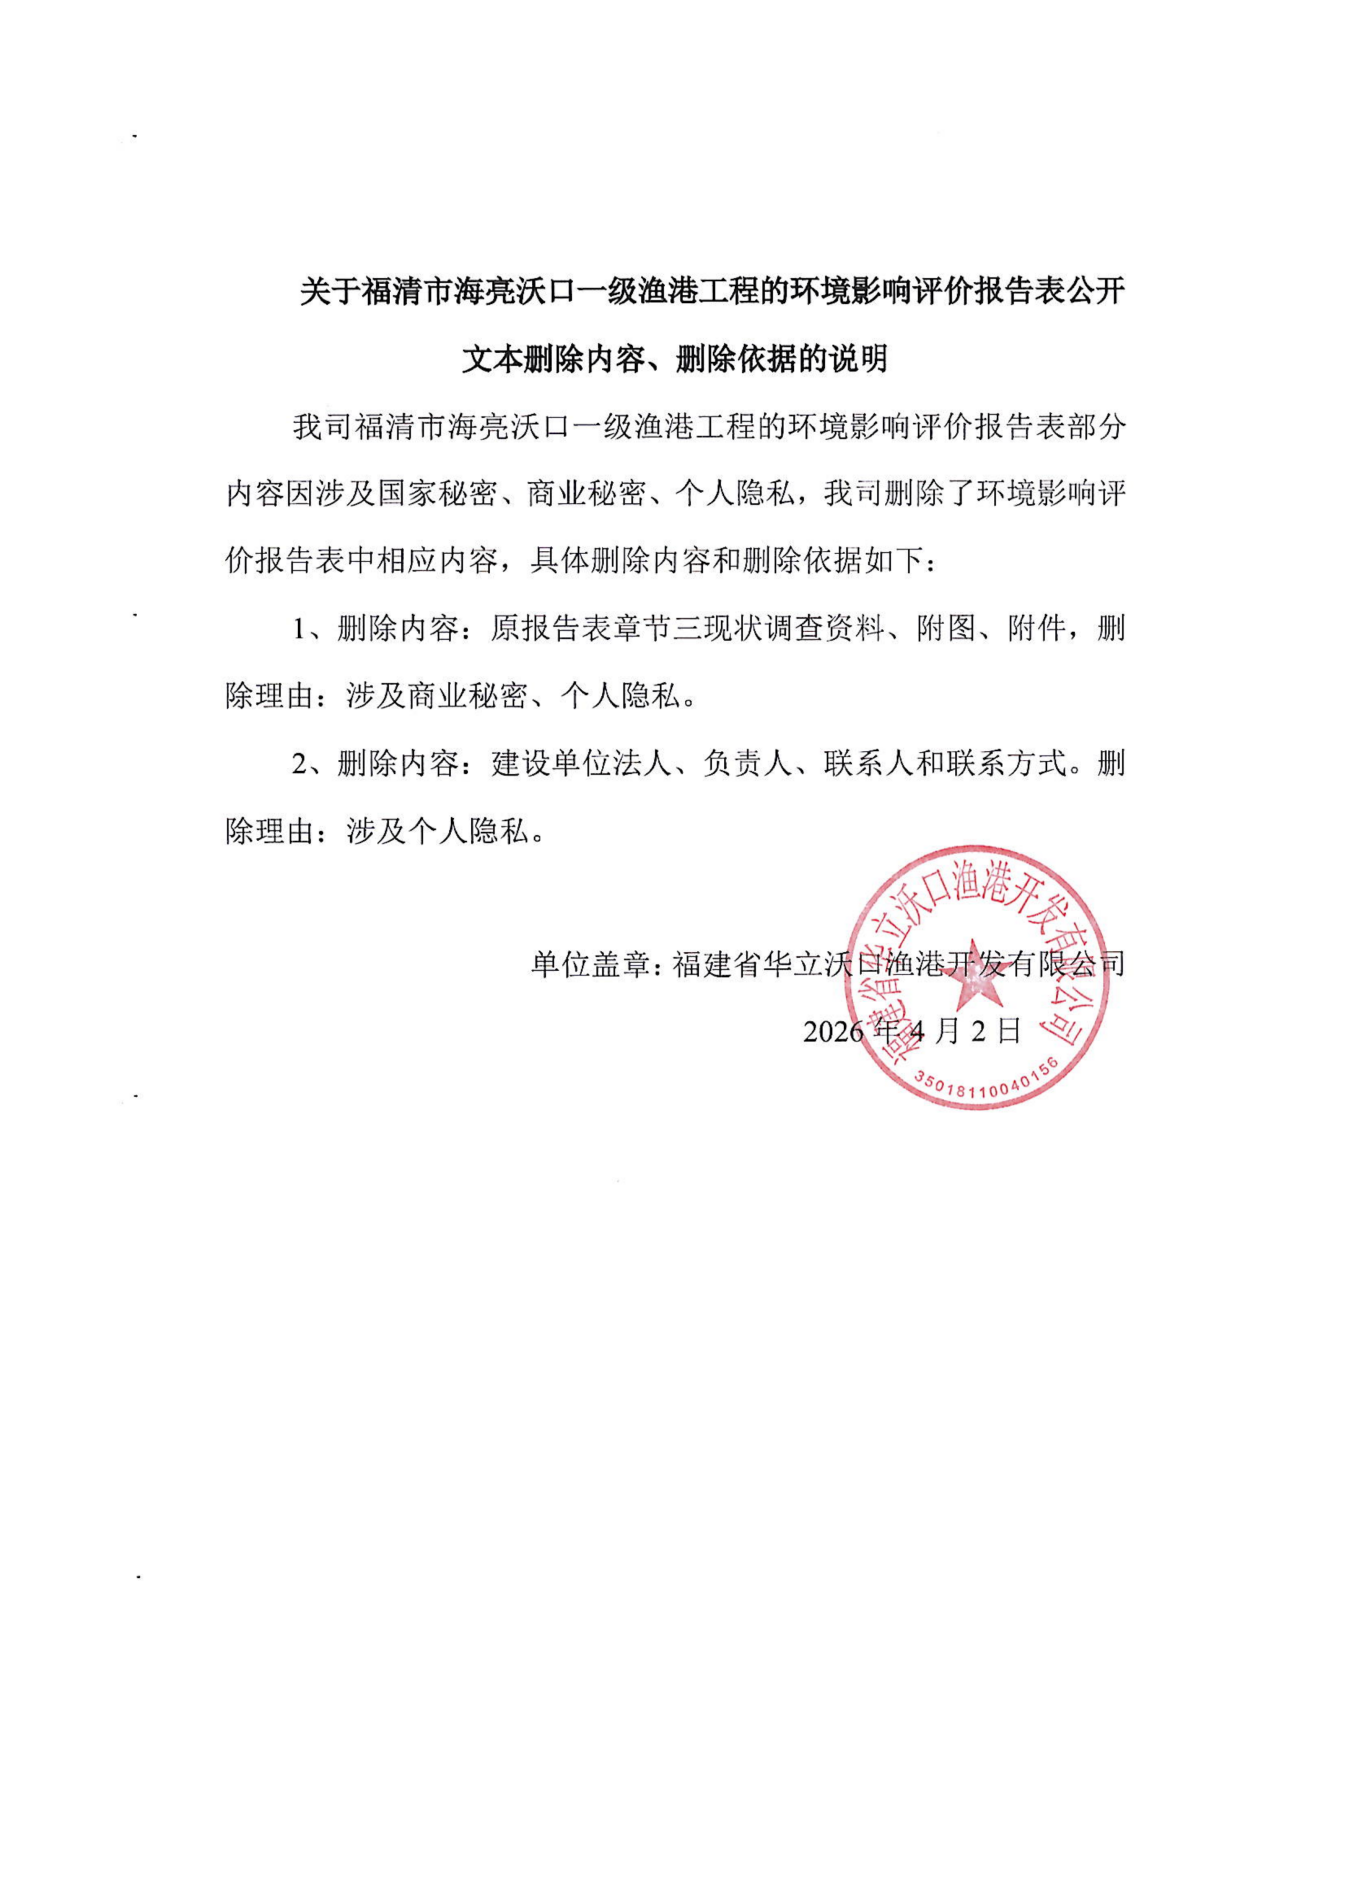 关于福清市海亮沃口一级渔港工程的环境影响评价报告表公开
文本删除内容、删除依据的说明
我司福清市海亮沃口一级渔港工程的环境影响评价报告表部分
内容因涉及国家秘密、商业秘密、个人隐私，我司删除了环境影响评
价报告表中相应内容，具体删除内容和删除依据如下：
1、删除内容：原报告表章节三现状调查资料、附图、附件，删
除理由：涉及商业秘密、个人隐私。
2、删除内容：建设单位法人、负责人、联系人和联系方式。删
除理由：涉及个人隐私。
单位盖章：福建省华立沃口渔港开发有限公司
2026 年 4 月 2 日
福建省华立沃口渔港开发有限公司
35018110040156